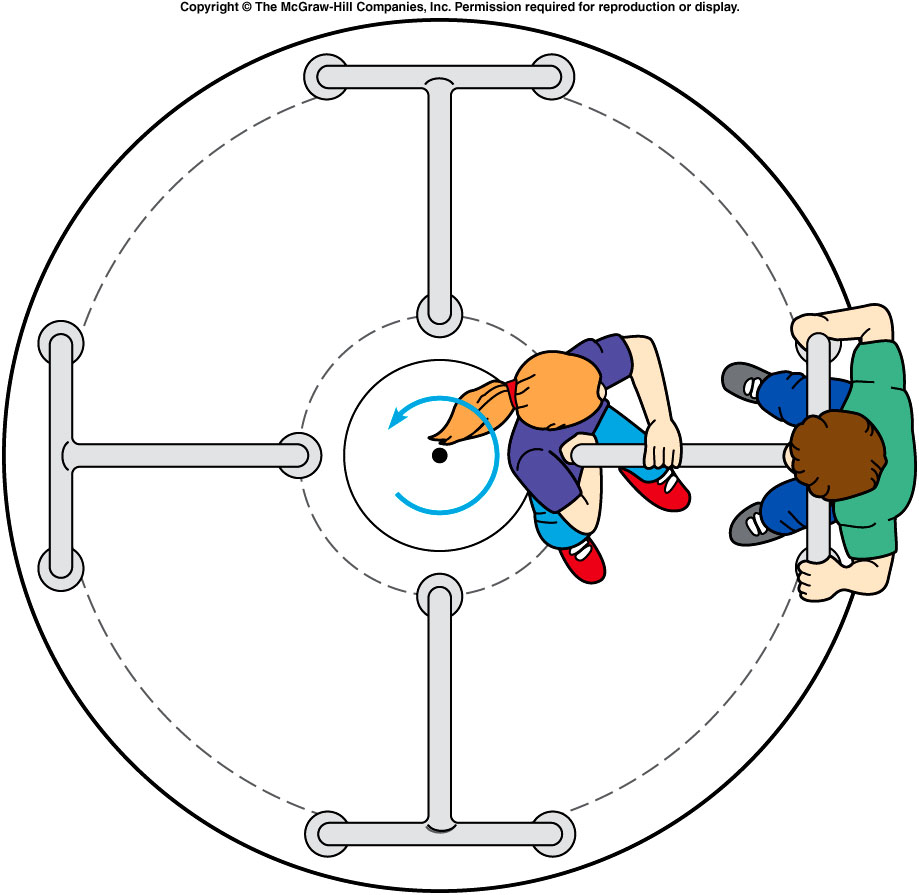 Copyright © The McGraw-Hill Companies, Inc. Permission required for reproduction or display.